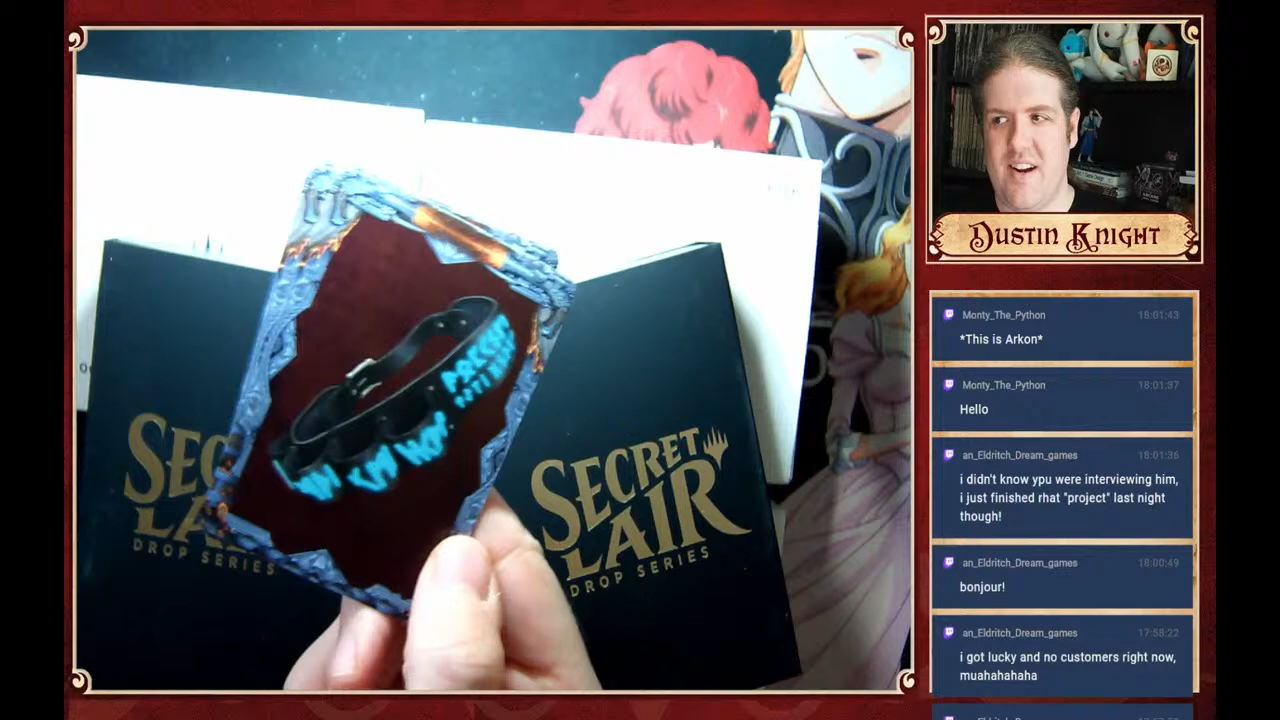 SECRET
LAIR
DROP SERIES
SECRET
LAIR
DROP SERIES
DUSTIN KNIGHT
Monty_The_Python 18:01:43
*This is Arkon*
Monty_The_Python 18:01:37
Hello
an_Eldritch_Dream_games 18:01:36
i didn't know ypu were interviewing him,
i just finished rhat "project" last night
though!
an_Eldritch_Dream_games 18:00:49
bonjour!
an_Eldritch_Dream_games 17:58:22
i got lucky and no customers right now,
muahahahaha